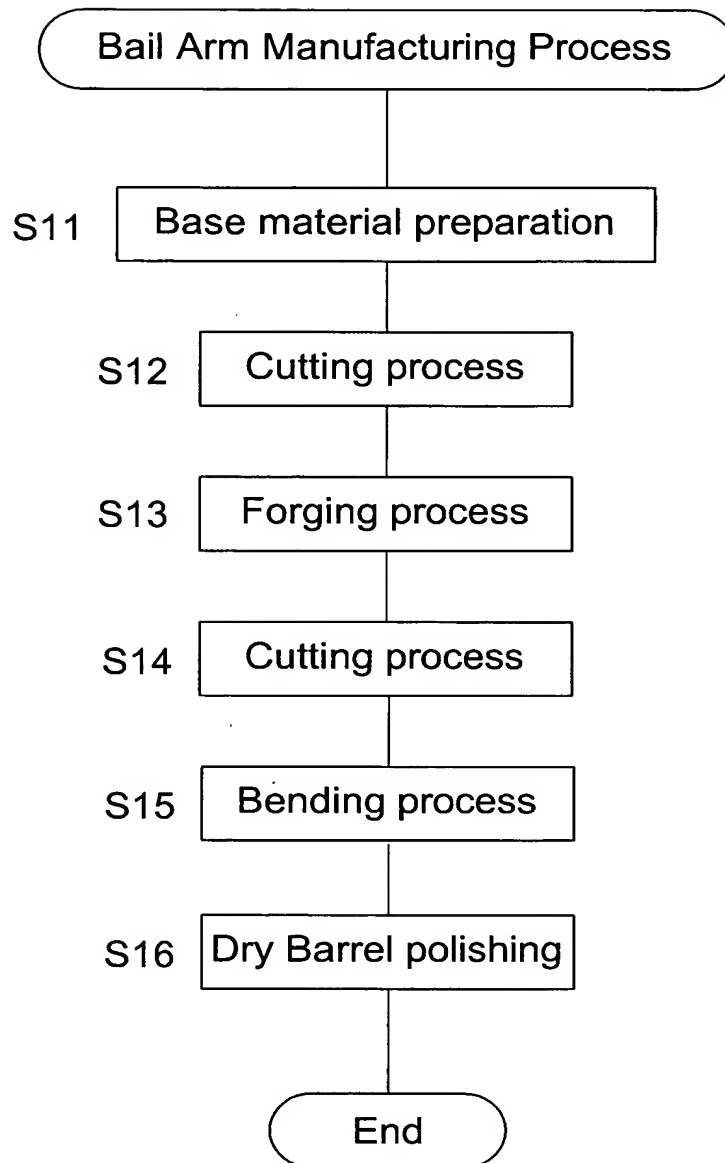 Bail Arm Manufacturing Process
S11 Base material preparation
S12 Cutting process
S13 Forging process
S14 Cutting process
S15 Bending process
S16 Dry Barrel polishing
End